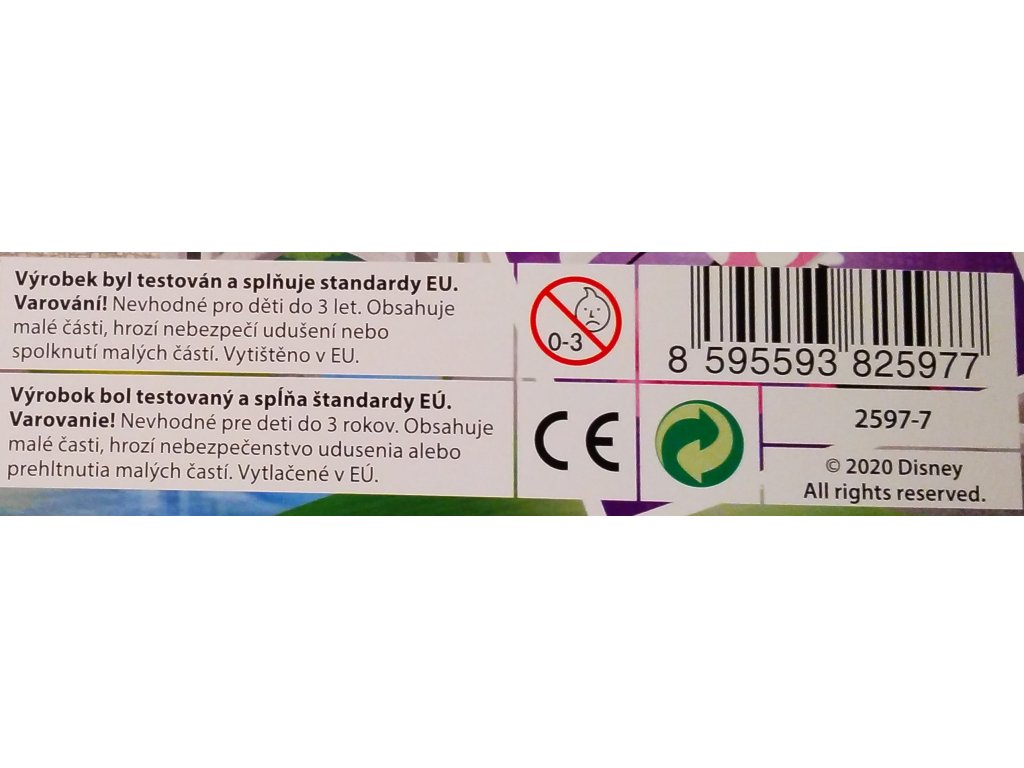 Výrobek byl testován a splňuje standardy EU.
Varování! Nevhodné pro děti do 3 let. Obsahuje
malé části, hrozí nebezpečí udušení nebo
spolknutí malých částí. Vytištěno v EU.
Výrobok bol testovaný a spĺňa štandardy EÚ.
Varovanie! Nevhodné pre deti do 3 rokov. Obsahuje
malé časti, hrozí nebezpečenstvo udusenia alebo
prehltnutia malých častí. Vytlačené v EÚ.
0-3
CE
8 595593 825977
2597-7
© 2020 Disney
All rights reserved.